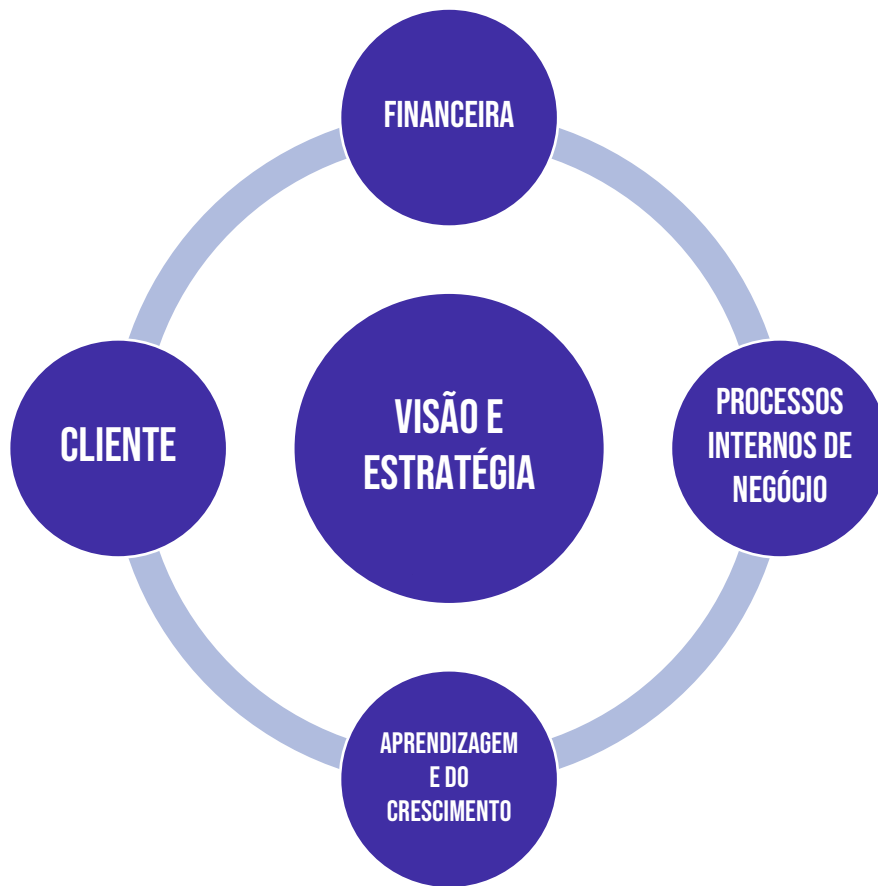 FINANCEIRA
CLIENTE
VISÃO E
ESTRATÉGIA
PROCESSOS
INTERNOS DE
NEGÓCIO
APRENDIZAGEM
E DO
CRESCIMENTO